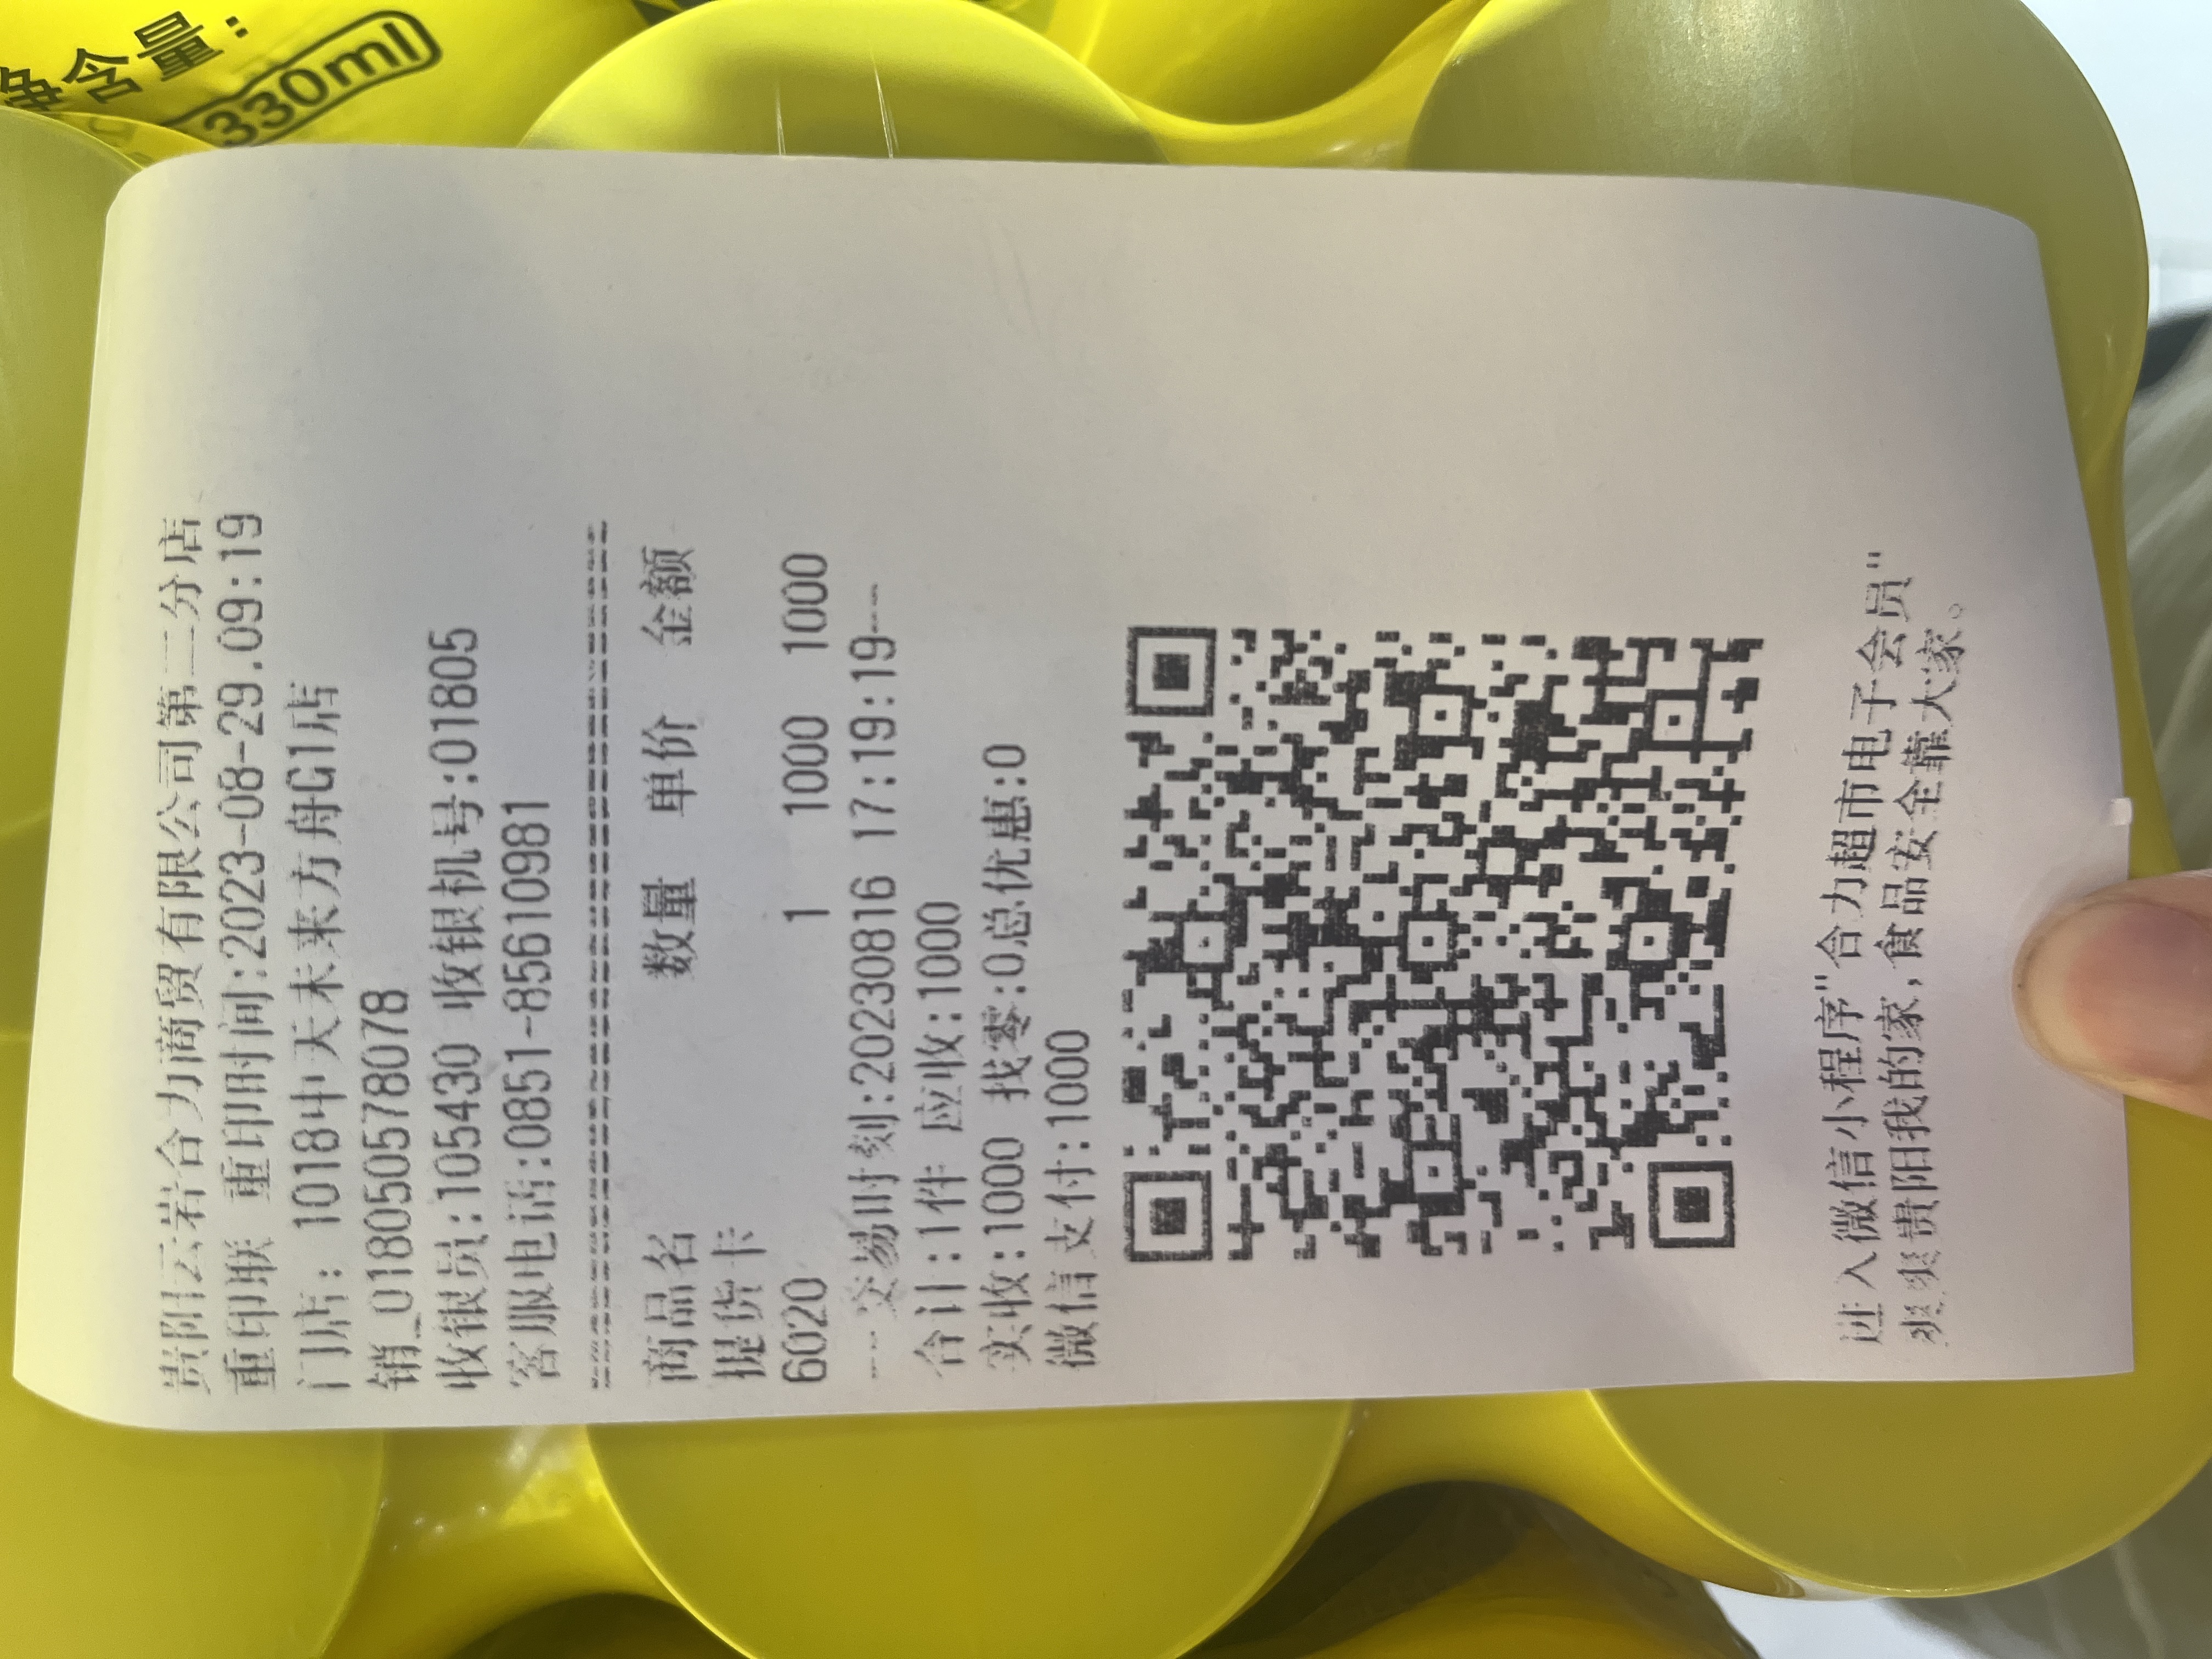 净含量:
330ml
贵阳云岩合力商贸有限公司第二分店
重印联 重印时间:2023-08-29.09:19
门店: 1018中天未来方舟G1店
销_018050578078
收银员:105430 收银机号:01805
客服电话:0851-85610981
商品名 数量 单价 金额
提货卡
6020 1 1000 1000
--交易时刻:20230816 17:19:19--
合计:1件 应收:1000
实收:1000 找零:0总优惠:0
微信支付:1000
进入微信小程序"合力超市电子会员"
爽爽贵阳我的家,食品安全靠大家。